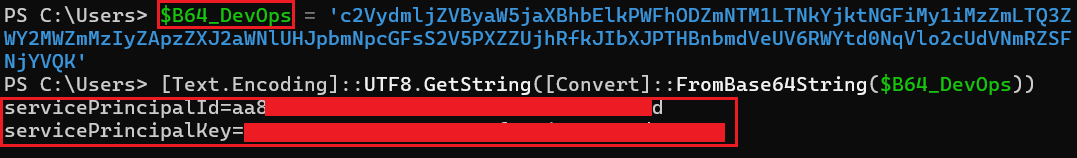 PS C:\Users> $B64_DevOps = 'c2VydmljZVByaW5jaXBhbElkPWFhODZmNTM1LTNkYjktNGFiMy1iMzZmLTQ3Z
WY2MWZmMzIyZApzZXJ2aWNlUHJpbmNpcGFsS2V5PXZZUjhRfkJIbXJPTHBnbmdVeUV6RWYtd0NqVlo2cUdVNmRZSF
NjYVQK'
PS C:\Users> [Text.Encoding]::UTF8.GetString([Convert]::FromBase64String($B64_DevOps))
servicePrincipalId=aa8 d
servicePrincipalKey=